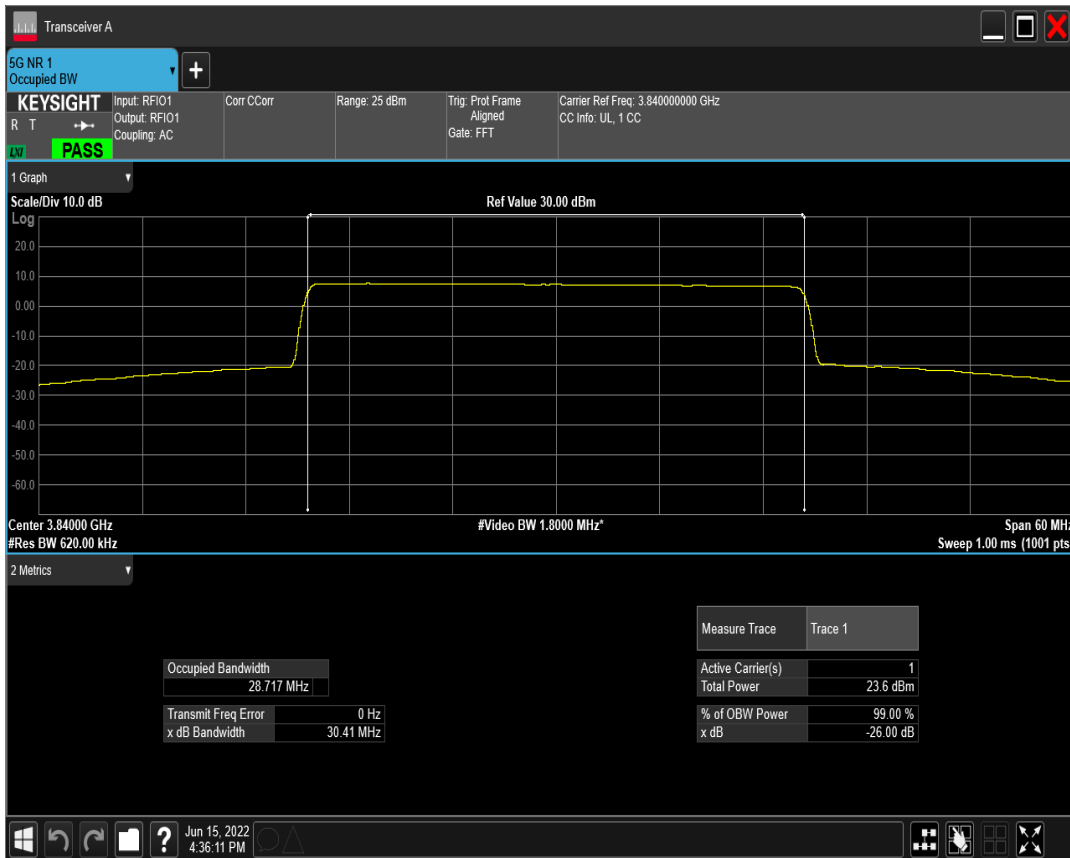 Transceiver A
5G NR 1
Occupied BW
KEYSIGHT
R T
LXI
PASS
Input: RFIO1
Output: RFIO1
Coupling: AC
Corr CCorr
Range: 25 dBm
Trig: Prot Frame
Aligned
Gate: FFT
Carrier Ref Freq: 3.840000000 GHz
CC Info: UL, 1 CC
1 Graph
Scale/Div 10.0 dB
Ref Value 30.00 dBm
Log
20.0
10.0
0.00
-10.0
-20.0
-30.0
-40.0
-50.0
-60.0
Center 3.84000 GHz
#Video BW 1.8000 MHz*
Span 60 MHz
#Res BW 620.00 kHz
Sweep 1.00 ms (1001 pts
2 Metrics
Measure Trace Trace 1
Occupied Bandwidth
28.717 MHz
Active Carrier(s) 1
Total Power 23.6 dBm
Transmit Freq Error 0 Hz
x dB Bandwidth 30.41 MHz
% of OBW Power 99.00 %
x dB -26.00 dB
?
Jun 15, 2022
4:36:11 PM